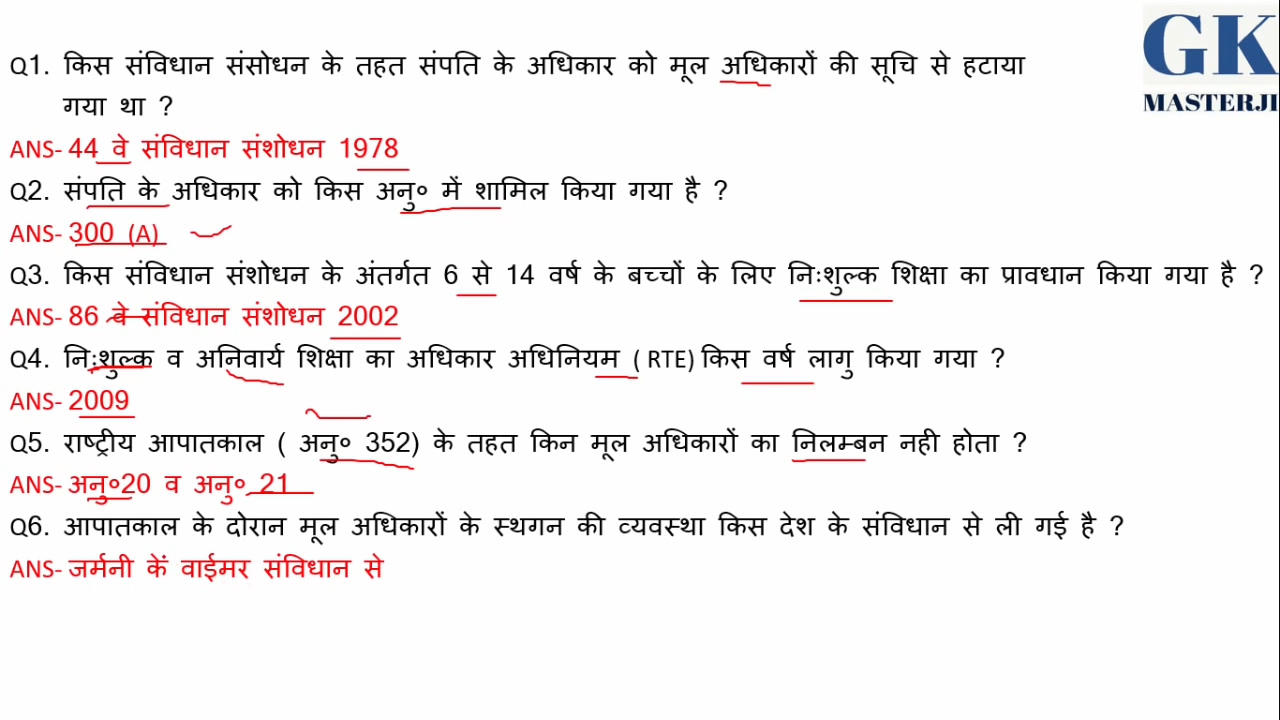 GK
MASTERJI
Q1. किस संविधान संसोधन के तहत संपति के अधिकार को मूल अधिकारों की सूचि से हटाया
गया था ?
ANS- 44 वे संविधान संशोधन 1978
Q2. संपति के अधिकार को किस अनु० में शामिल किया गया है ?
ANS- 300 (A)
Q3. किस संविधान संशोधन के अंतर्गत 6 से 14 वर्ष के बच्चों के लिए निःशुल्क शिक्षा का प्रावधान किया गया है ?
ANS- 86 वे संविधान संशोधन 2002
Q4. निःशुल्क व अनिवार्य शिक्षा का अधिकार अधिनियम ( RTE) किस वर्ष लागु किया गया ?
ANS- 2009
Q5. राष्ट्रीय आपातकाल ( अनु० 352) के तहत किन मूल अधिकारों का निलम्बन नही होता ?
ANS- अनु०20 व अनु० 21
Q6. आपातकाल के दोरान मूल अधिकारों के स्थगन की व्यवस्था किस देश के संविधान से ली गई है ?
ANS- जर्मनी कें वाईमर संविधान से